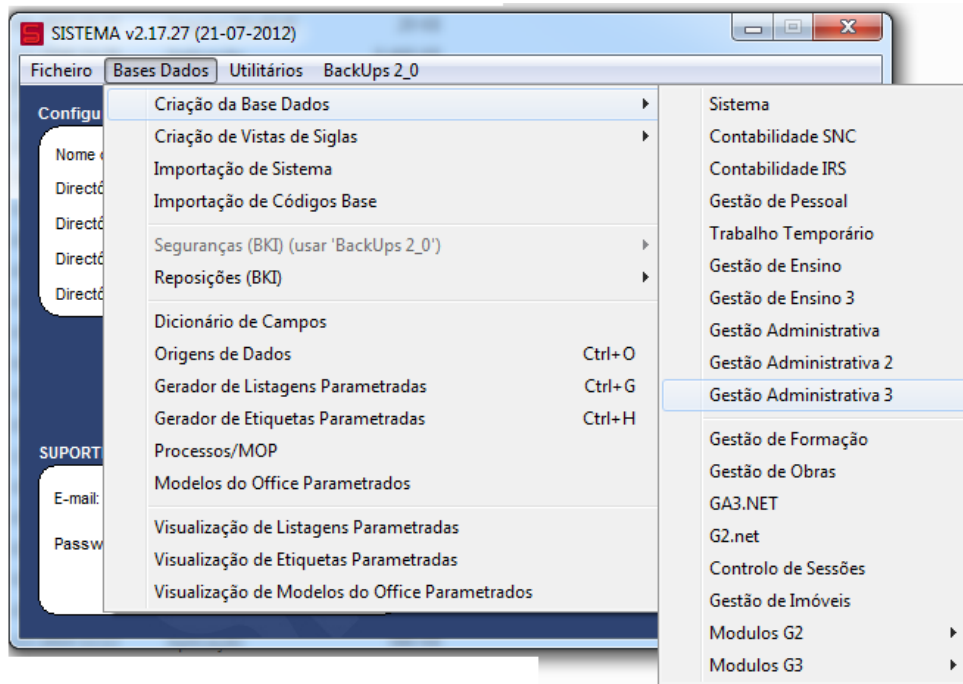 SISTEMA v2.17.27 (21-07-2012)
Ficheiro Bases Dados Utilitários BackUps 2_0
Configu
Nome
Directó
Directó
Directó
Directó
SUPORT
E-mail:
Passw
Criação da Base Dados
Criação de Vistas de Siglas
Importação de Sistema
Importação de Códigos Base
Seguranças (BKI) (usar 'BackUps 2_0')
Reposições (BKI)
Dicionário de Campos
Origens de Dados Ctrl+O
Gerador de Listagens Parametradas Ctrl+G
Gerador de Etiquetas Parametradas Ctrl+H
Processos/MOP
Modelos do Office Parametrados
Visualização de Listagens Parametradas
Visualização de Etiquetas Parametradas
Visualização de Modelos do Office Parametrados
Sistema
Contabilidade SNC
Contabilidade IRS
Gestão de Pessoal
Trabalho Temporário
Gestão de Ensino
Gestão de Ensino 3
Gestão Administrativa
Gestão Administrativa 2
Gestão Administrativa 3
Gestão de Formação
Gestão de Obras
GA3.NET
G2.net
Controlo de Sessões
Gestão de Imóveis
Modulos G2
Modulos G3